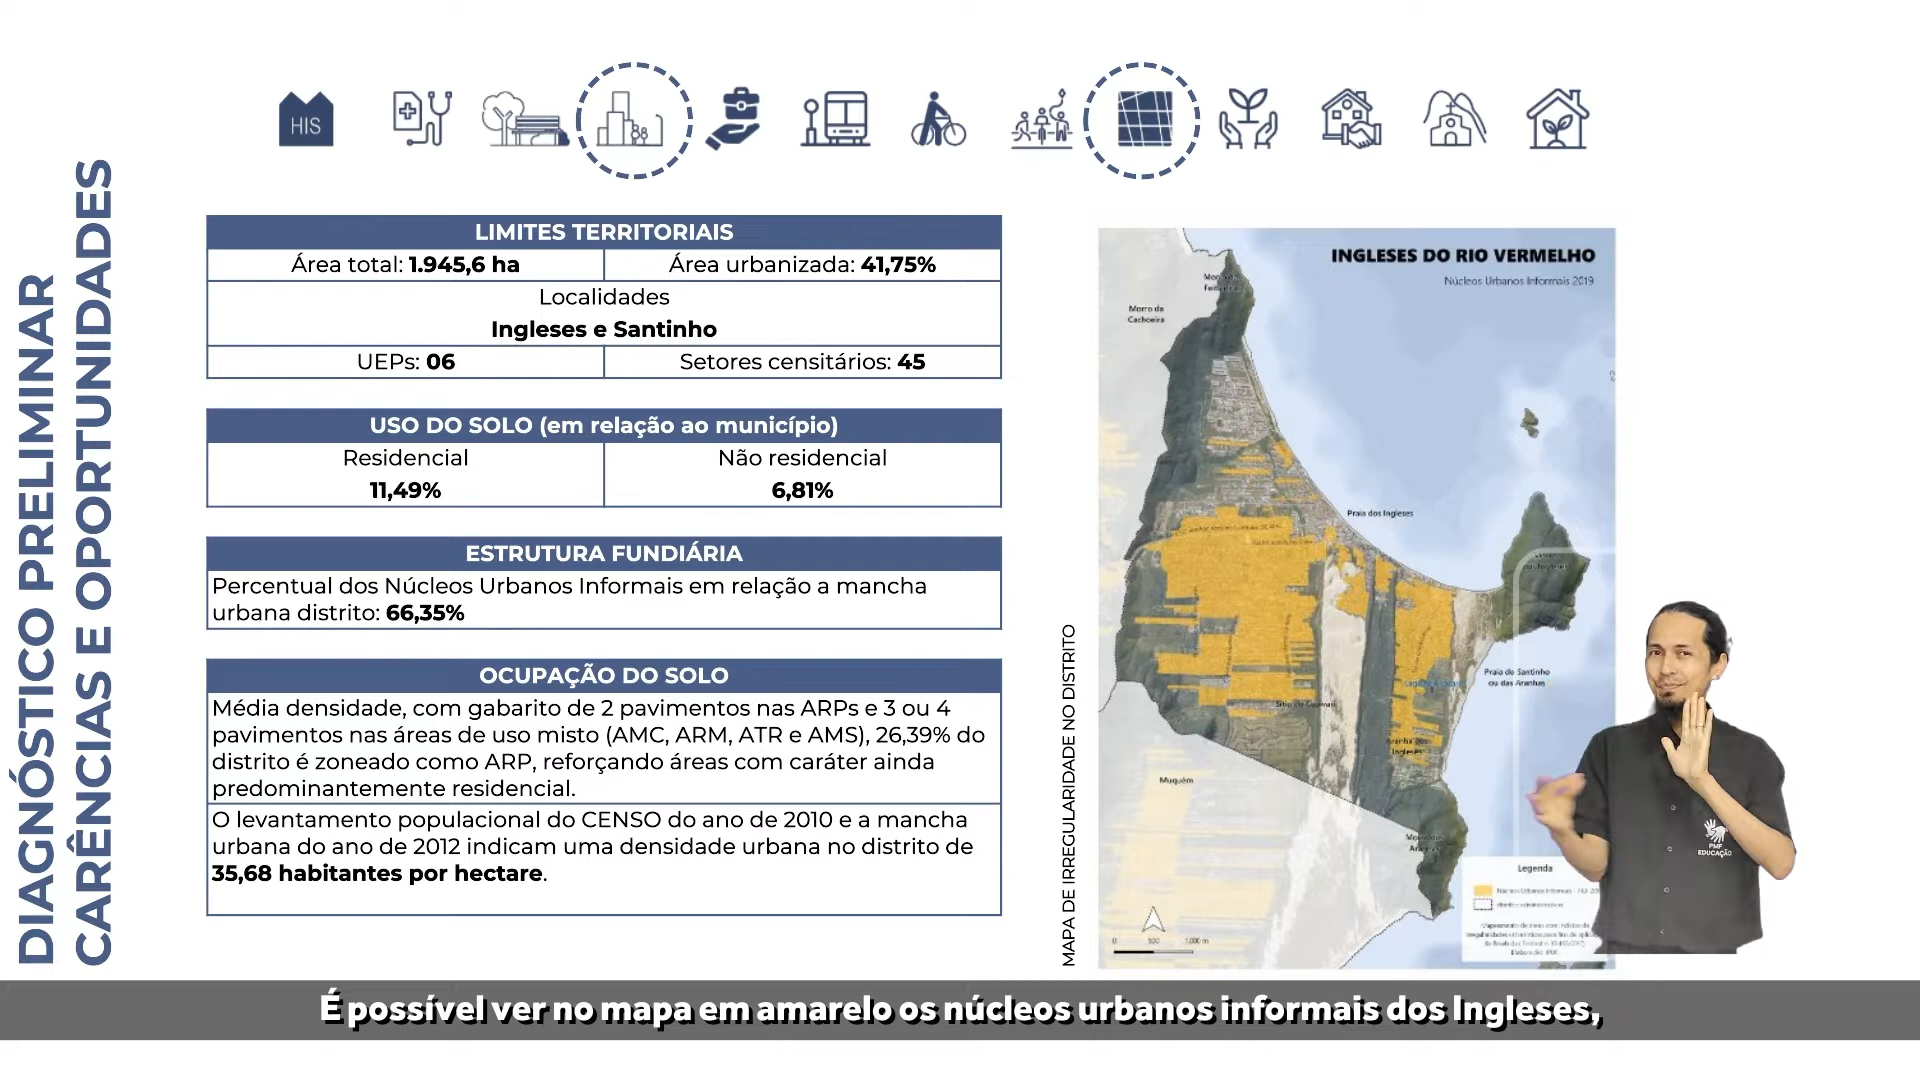 DIAGNÓSTICO PRELIMINAR
CARÊNCIAS E OPORTUNIDADES
HIS
LIMITES TERRITORIAIS
Área total: 1.945,6 ha
Área urbanizada: 41,75%
Localidades
Ingleses e Santinho
UEPs: 06
Setores censitários: 45
USO DO SOLO (em relação ao município)
Residencial
Não residencial
11,49%
6,81%
ESTRUTURA FUNDIÁRIA
Percentual dos Núcleos Urbanos Informais em relação a mancha
urbana distrito: 66,35%
OCUPAÇÃO DO SOLO
Média densidade, com gabarito de 2 pavimentos nas ARPs e 3 ou 4
pavimentos nas áreas de uso misto (AMC, ARM, ATR e AMS), 26,39% do
distrito é zoneado como ARP, reforçando áreas com caráter ainda
predominantemente residencial.
O levantamento populacional do CENSO do ano de 2010 e a mancha
urbana do ano de 2012 indicam uma densidade urbana no distrito de
35,68 habitantes por hectare.
MAPA DE IRREGULARIDADE NO DISTRITO
INGLESES DO RIO VERMELHO
Núcleos Urbanos Informais 2019
Morro da
Cachoeira
Praia dos Ingleses
Praia do Santinho
ou das Aranhas
Muquém
0 500 1.000 m
Legenda
Núcleos Urbanos Informais
PMF
EDUCAÇÃO
É possível ver no mapa em amarelo os núcleos urbanos informais dos Ingleses,